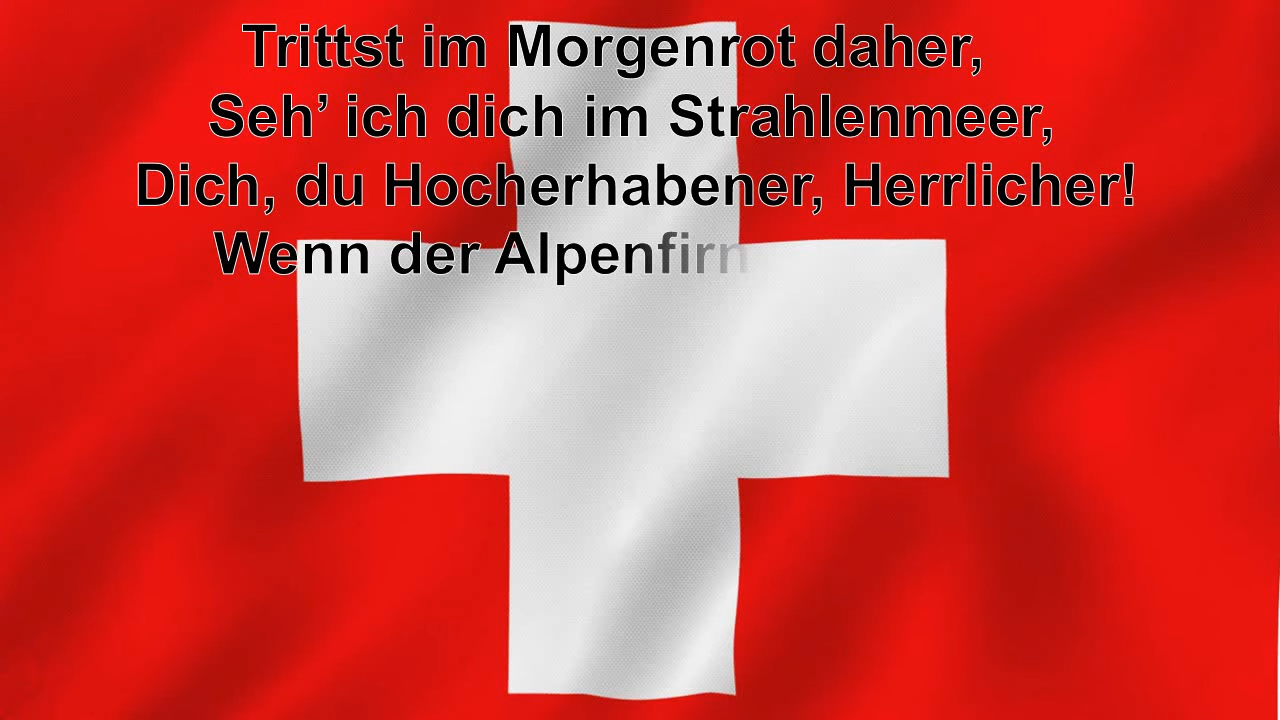 Trittst im Morgenrot daher,
Seh’ ich dich im Strahlenmeer,
Dich, du Hocherhabener, Herrlicher!
Wenn der Alpenfirn